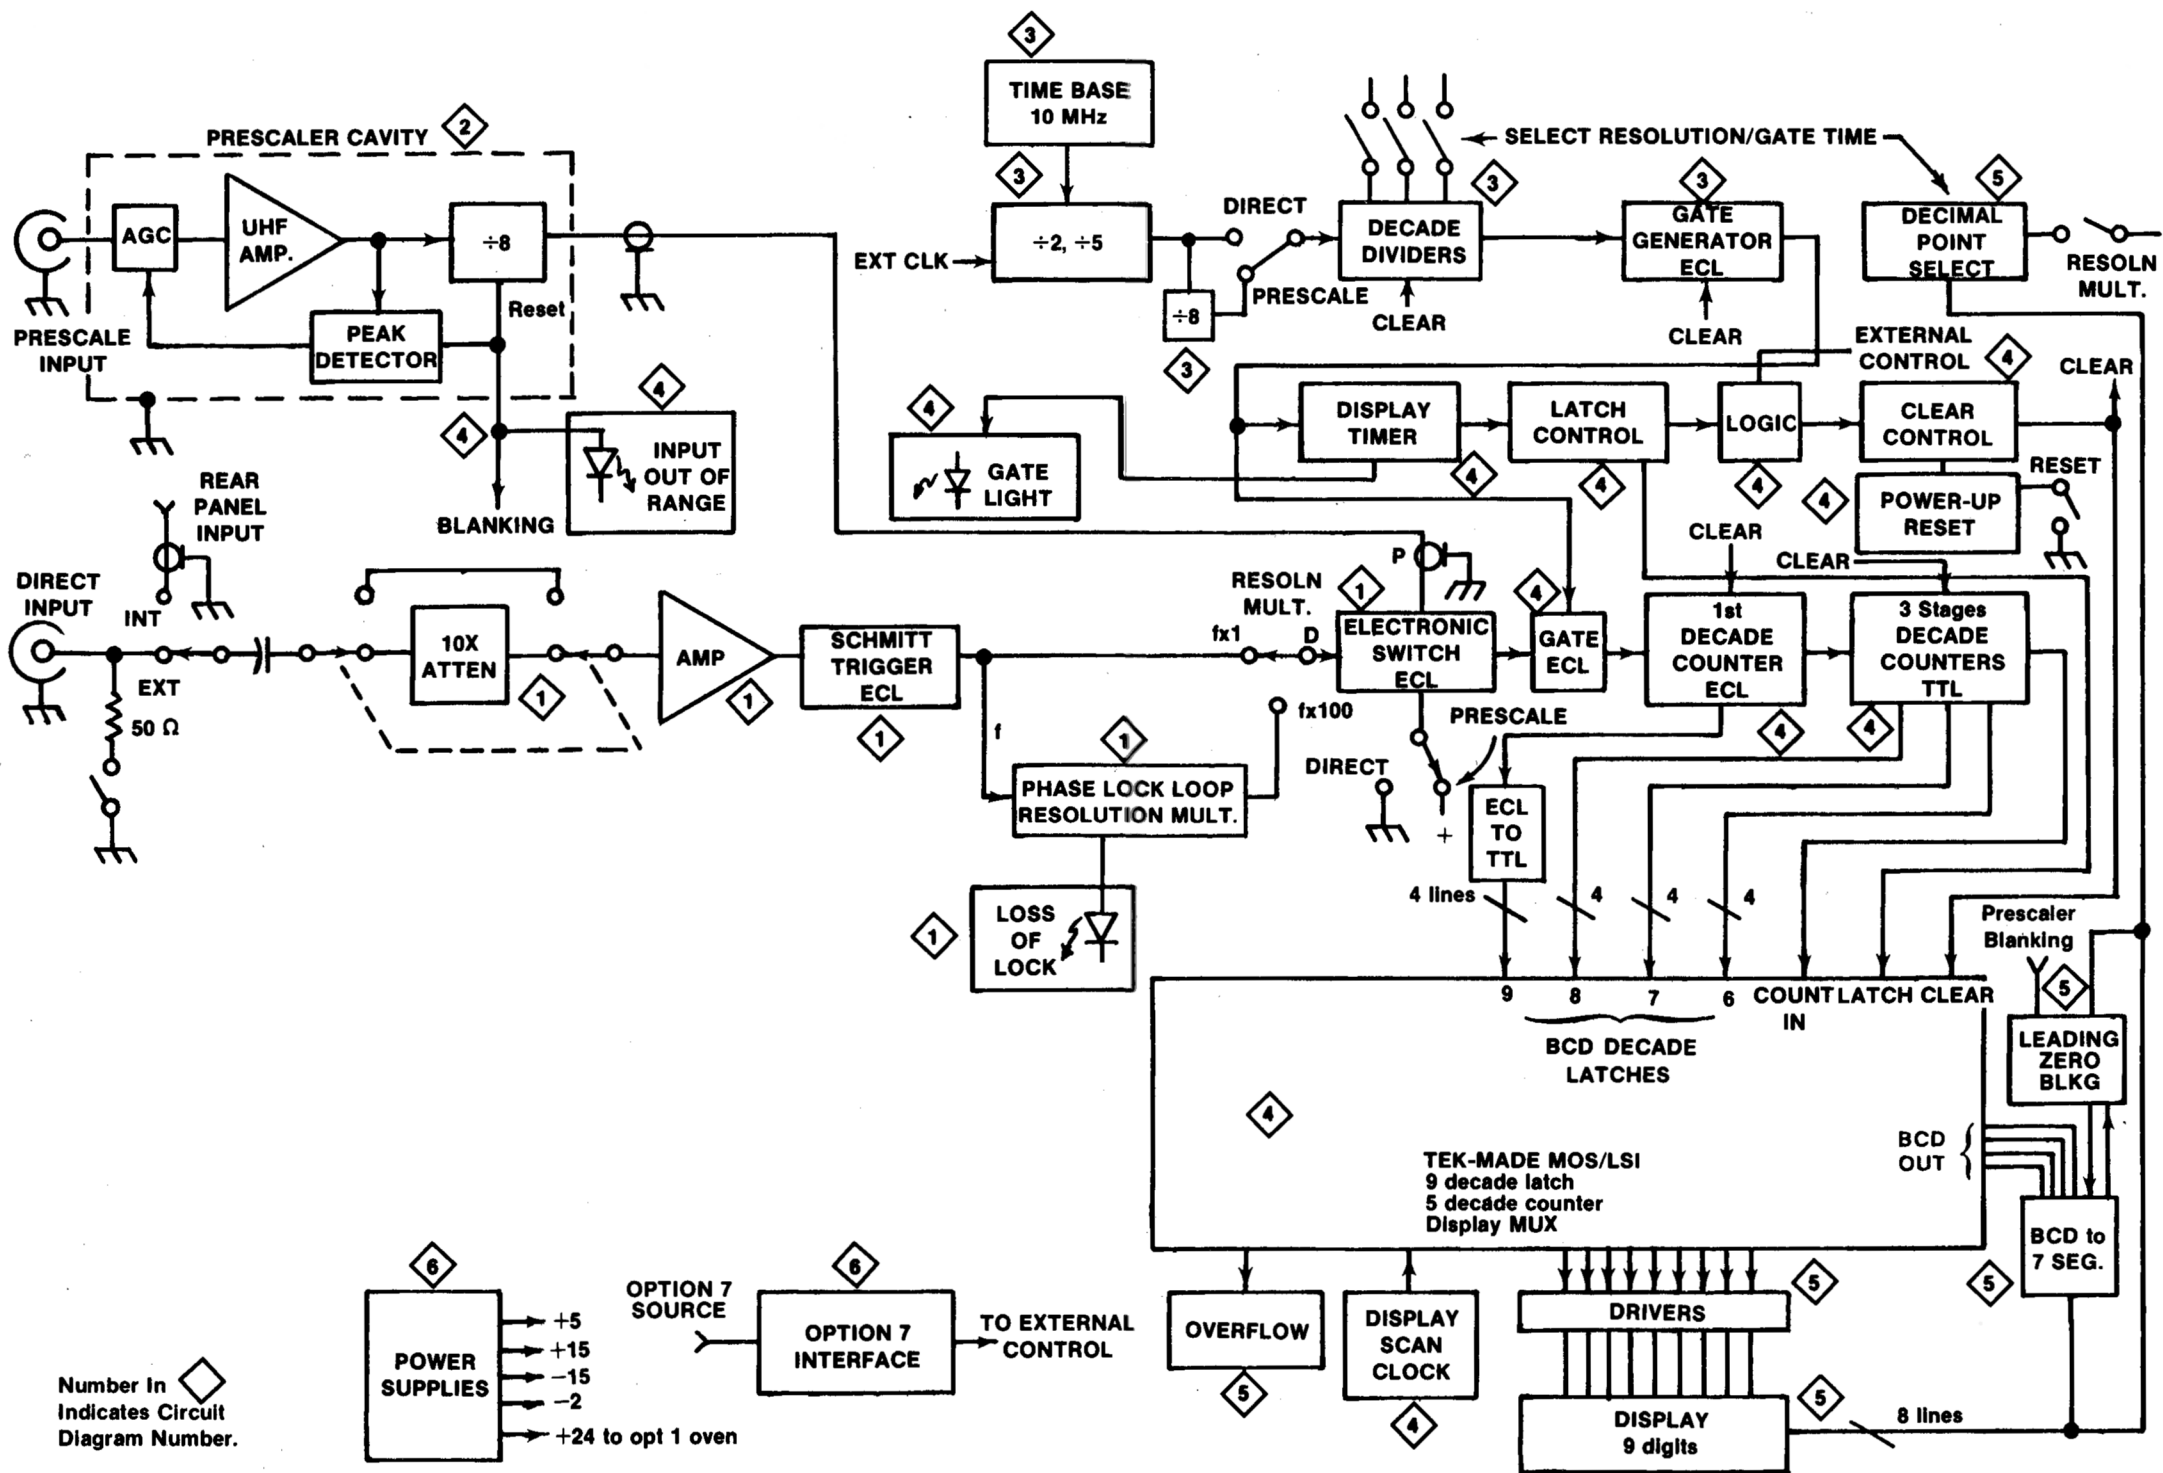 3
TIME BASE
10 MHz
PRESCALER CAVITY
2
AGC
UHF
AMP.
÷8
Reset
PEAK
DETECTOR
PRESCALE
INPUT
3
÷2, ÷5
EXT CLK
÷8
3
DIRECT
PRESCALE
SELECT RESOLUTION/GATE TIME
3
DECADE
DIVIDERS
CLEAR
3
GATE
GENERATOR
ECL
CLEAR
5
DECIMAL
POINT
SELECT
RESOLN
MULT.
4
4
INPUT
OUT OF
RANGE
BLANKING
4
GATE
LIGHT
DISPLAY
TIMER
4
LATCH
CONTROL
4
EXTERNAL
CONTROL
LOGIC
4
4
CLEAR
CONTROL
CLEAR
4
POWER-UP
RESET
RESET
REAR
PANEL
INPUT
DIRECT
INPUT
INT
EXT
50 Ω
10X
ATTEN
1
AMP
1
SCHMITT
TRIGGER
ECL
1
f
1
PHASE LOCK LOOP
RESOLUTION MULT.
1
LOSS
OF
LOCK
RESOLN
MULT.
fx1
D
fx100
P
1
ELECTRONIC
SWITCH
ECL
DIRECT
PRESCALE
+
4
GATE
ECL
CLEAR
1st
DECADE
COUNTER
ECL
4
CLEAR
3 Stages
DECADE
COUNTERS
TTL
4
ECL
TO
TTL
4 lines
4
4
4
9
8
7
6
COUNT
IN
LATCH
CLEAR
BCD DECADE
LATCHES
4
TEK-MADE MOS/LSI
9 decade latch
5 decade counter
Display MUX
Prescaler
Blanking
5
LEADING
ZERO
BLKG
BCD
OUT
BCD to
7 SEG.
5
OVERFLOW
5
DISPLAY
SCAN
CLOCK
4
DRIVERS
5
DISPLAY
9 digits
5
8 lines
6
POWER
SUPPLIES
+5
+15
−15
−2
+24 to opt 1 oven
OPTION 7
SOURCE
6
OPTION 7
INTERFACE
TO EXTERNAL
CONTROL
Number In
Indicates Circuit
Diagram Number.